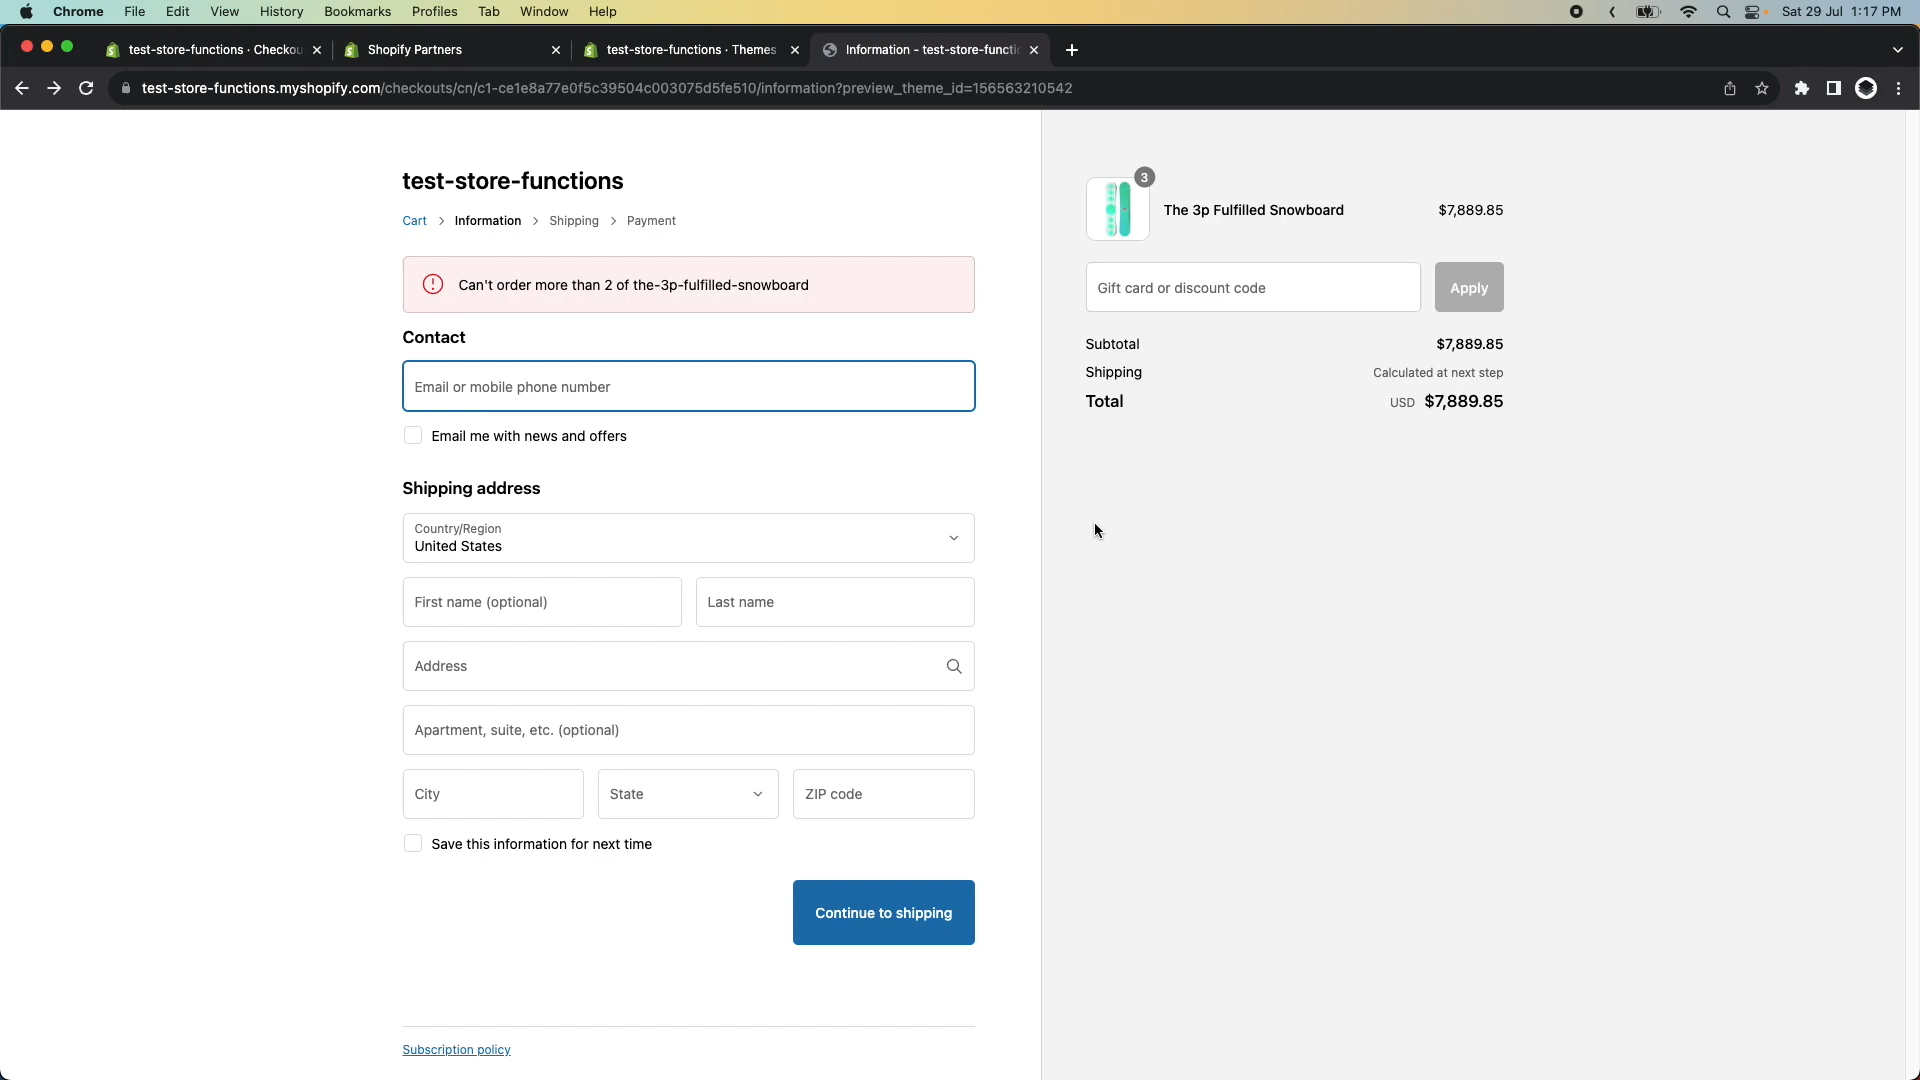 Chrome File Edit View History Bookmarks Profiles Tab Window Help Sat 29 Jul 1:17 PM
test-store-functions · Checkou Shopify Partners test-store-functions · Themes Information - test-store-functio
test-store-functions.myshopify.com/checkouts/cn/c1-ce1e8a77e0f5c39504c003075d5fe510/information?preview_theme_id=156563210542
test-store-functions
Cart > Information > Shipping > Payment
Can't order more than 2 of the-3p-fulfilled-snowboard
Contact
Email or mobile phone number
Email me with news and offers
Shipping address
Country/Region
United States
First name (optional) Last name
Address
Apartment, suite, etc. (optional)
City State ZIP code
Save this information for next time
Continue to shipping
Subscription policy
3
The 3p Fulfilled Snowboard $7,889.85
Gift card or discount code Apply
Subtotal $7,889.85
Shipping Calculated at next step
Total USD $7,889.85